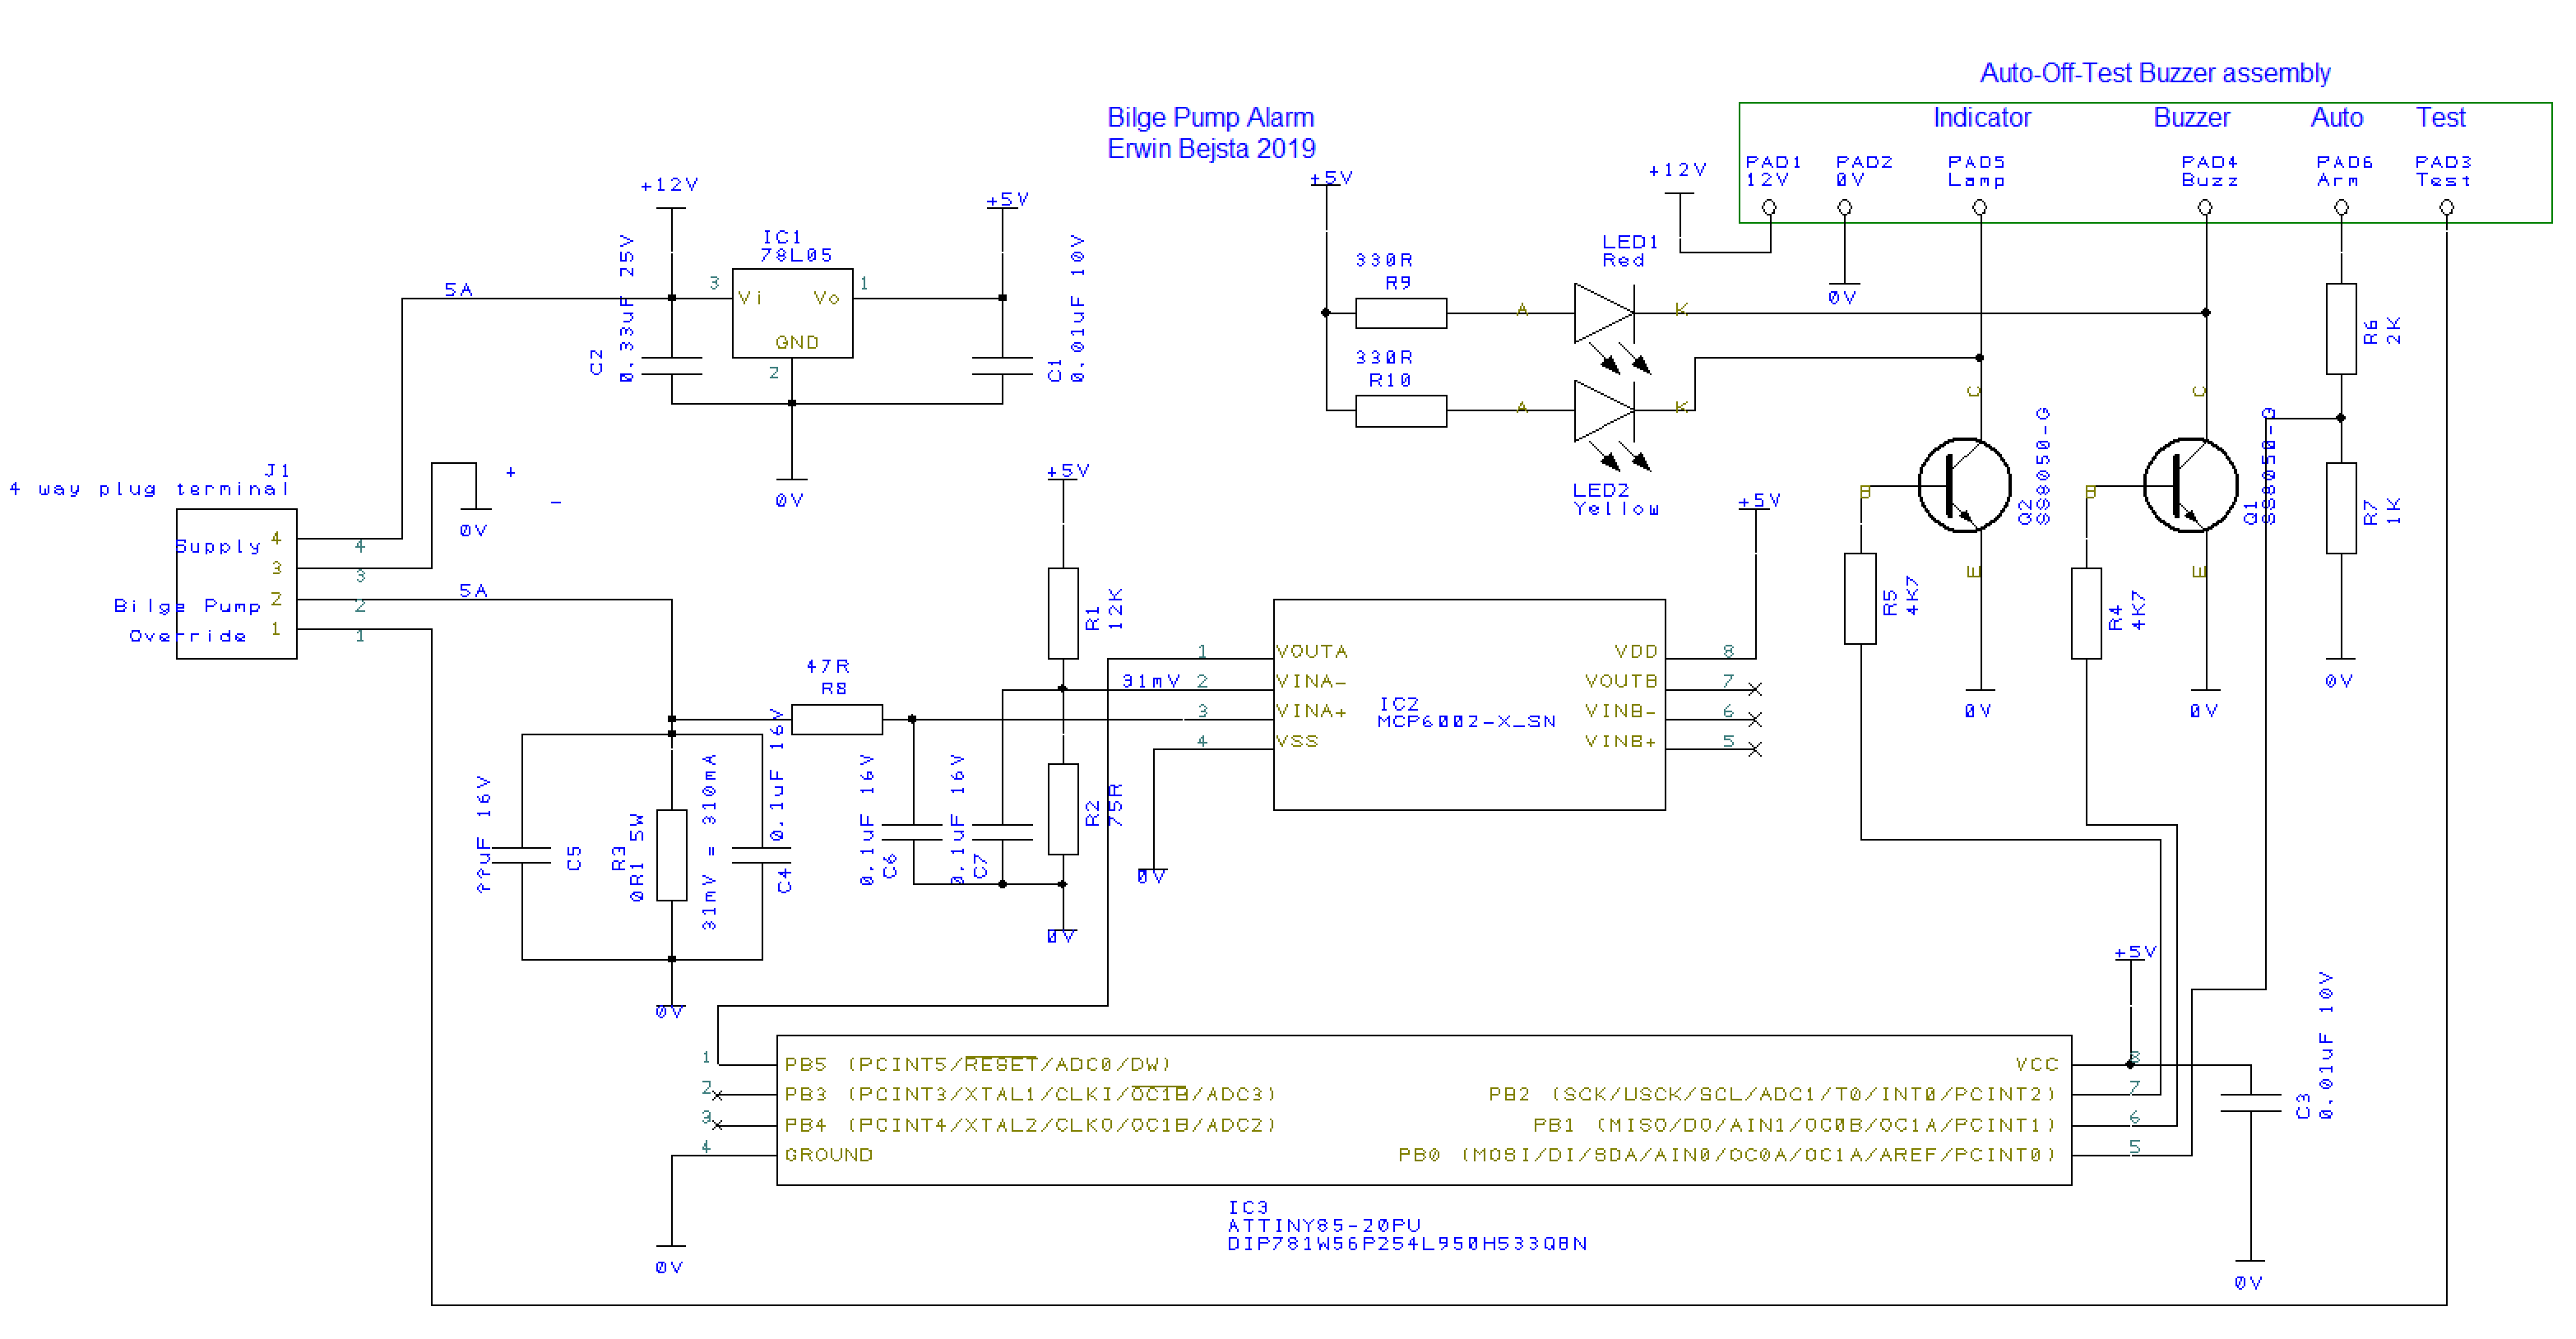 Auto-Off-Test Buzzer assembly
Bilge Pump Alarm
Erwin Bejsta 2019
Indicator
Buzzer
Auto
Test
PAD1
12V
PAD2
0V
PAD5
Lamp
PAD4
Buzz
PAD6
Arm
PAD3
Test
+12V
+5V
IC1
78L05
3
Vi
Vo
1
GND
2
C2
0.33uF 25V
C1
0.01uF 10V
0V
5A
+5V
330R
R9
A
LED1
Red
K
330R
R10
A
K
LED2
Yellow
+12V
0V
R6
2K
R7
1K
0V
C
B
E
Q2
SS8050-G
0V
C
B
E
Q1
SS8050-G
0V
R5
4K7
R4
4K7
J1
4 way plug terminal
+
-
0V
Supply
4
4
3
3
Bilge Pump
2
2
Override
1
1
5A
47R
R8
+5V
R1
12K
R2
75R
31mV
??uF 16V
C5
R3
0R1 5W
31mV = 310mA
0.1uF 16V
C4
0V
0.1uF 16V
C6
0.1uF 16V
C7
0V
1
VOUTA
2
VINA-
3
VINA+
4
VSS
0V
IC2
MCP6002-X_SN
VDD
8
VOUTB
7
VINB-
6
VINB+
5
+5V
1
PB5 (PCINT5/RESET/ADC0/DW)
2
PB3 (PCINT3/XTAL1/CLKI/OC1B/ADC3)
3
PB4 (PCINT4/XTAL2/CLKO/OC1B/ADC2)
4
GROUND
0V
VCC
8
PB2 (SCK/USCK/SCL/ADC1/T0/INT0/PCINT2)
7
PB1 (MISO/DO/AIN1/OC0B/OC1A/PCINT1)
6
PB0 (MOSI/DI/SDA/AIN0/OC0A/OC1A/AREF/PCINT0)
5
+5V
C3
0.01uF 10V
0V
IC3
ATTINY85-20PU
DIP781W56P254L950H533Q8N